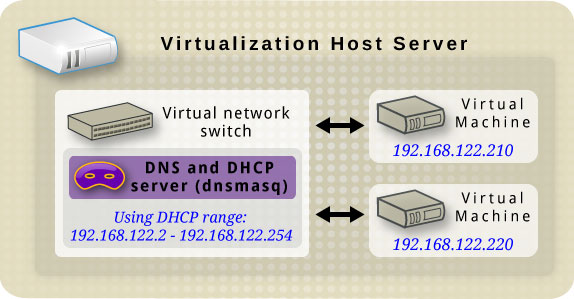 Virtualization Host Server
Virtual network
switch
DNS and DHCP
server (dnsmasq)
Using DHCP range:
192.168.122.2 - 192.168.122.254
Virtual
Machine
192.168.122.210
Virtual
Machine
192.168.122.220